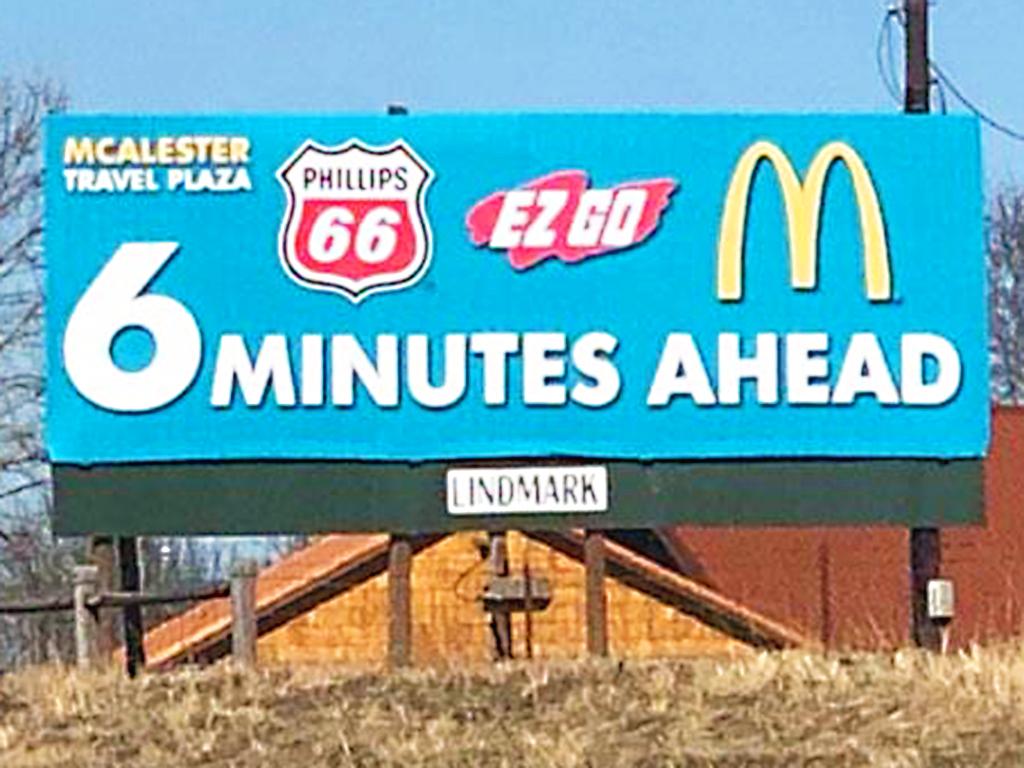 MCALESTER
TRAVEL PLAZA
PHILLIPS
66
EZ GO
M
6 MINUTES AHEAD
LINDMARK